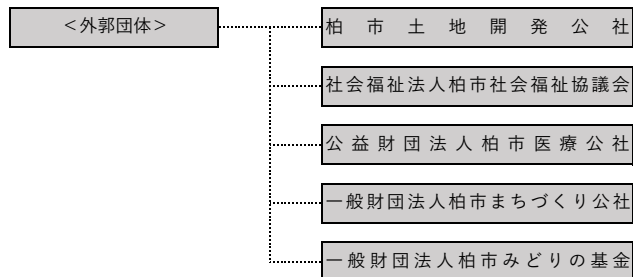 ＜外郭団体＞
柏市土地開発公社
社会福祉法人柏市社会福祉協議会
公益財団法人柏市医療公社
一般財団法人柏市まちづくり公社
一般財団法人柏市みどりの基金